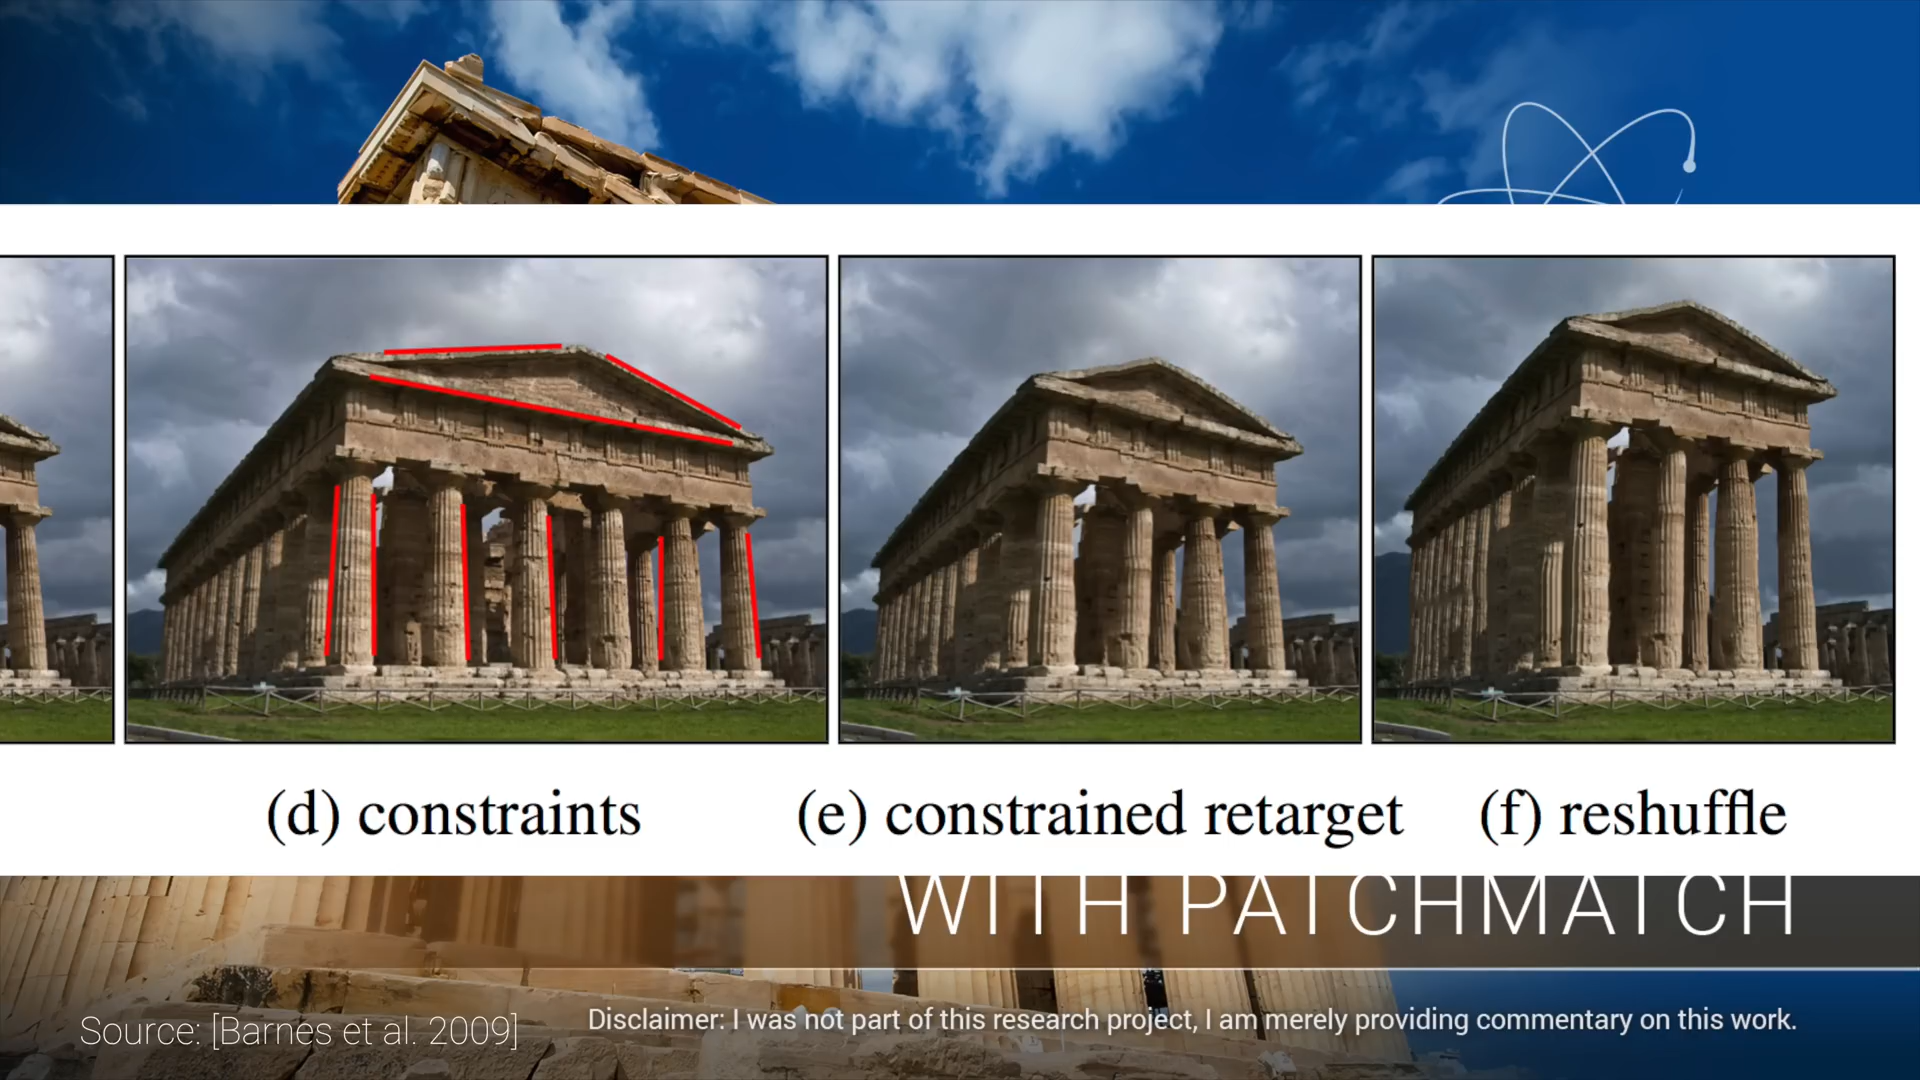 (d) constraints
(e) constrained retarget
(f) reshuffle
WITH PATCHMATCH
Source: [Barnes et al. 2009]
Disclaimer: I was not part of this research project, I am merely providing commentary on this work.